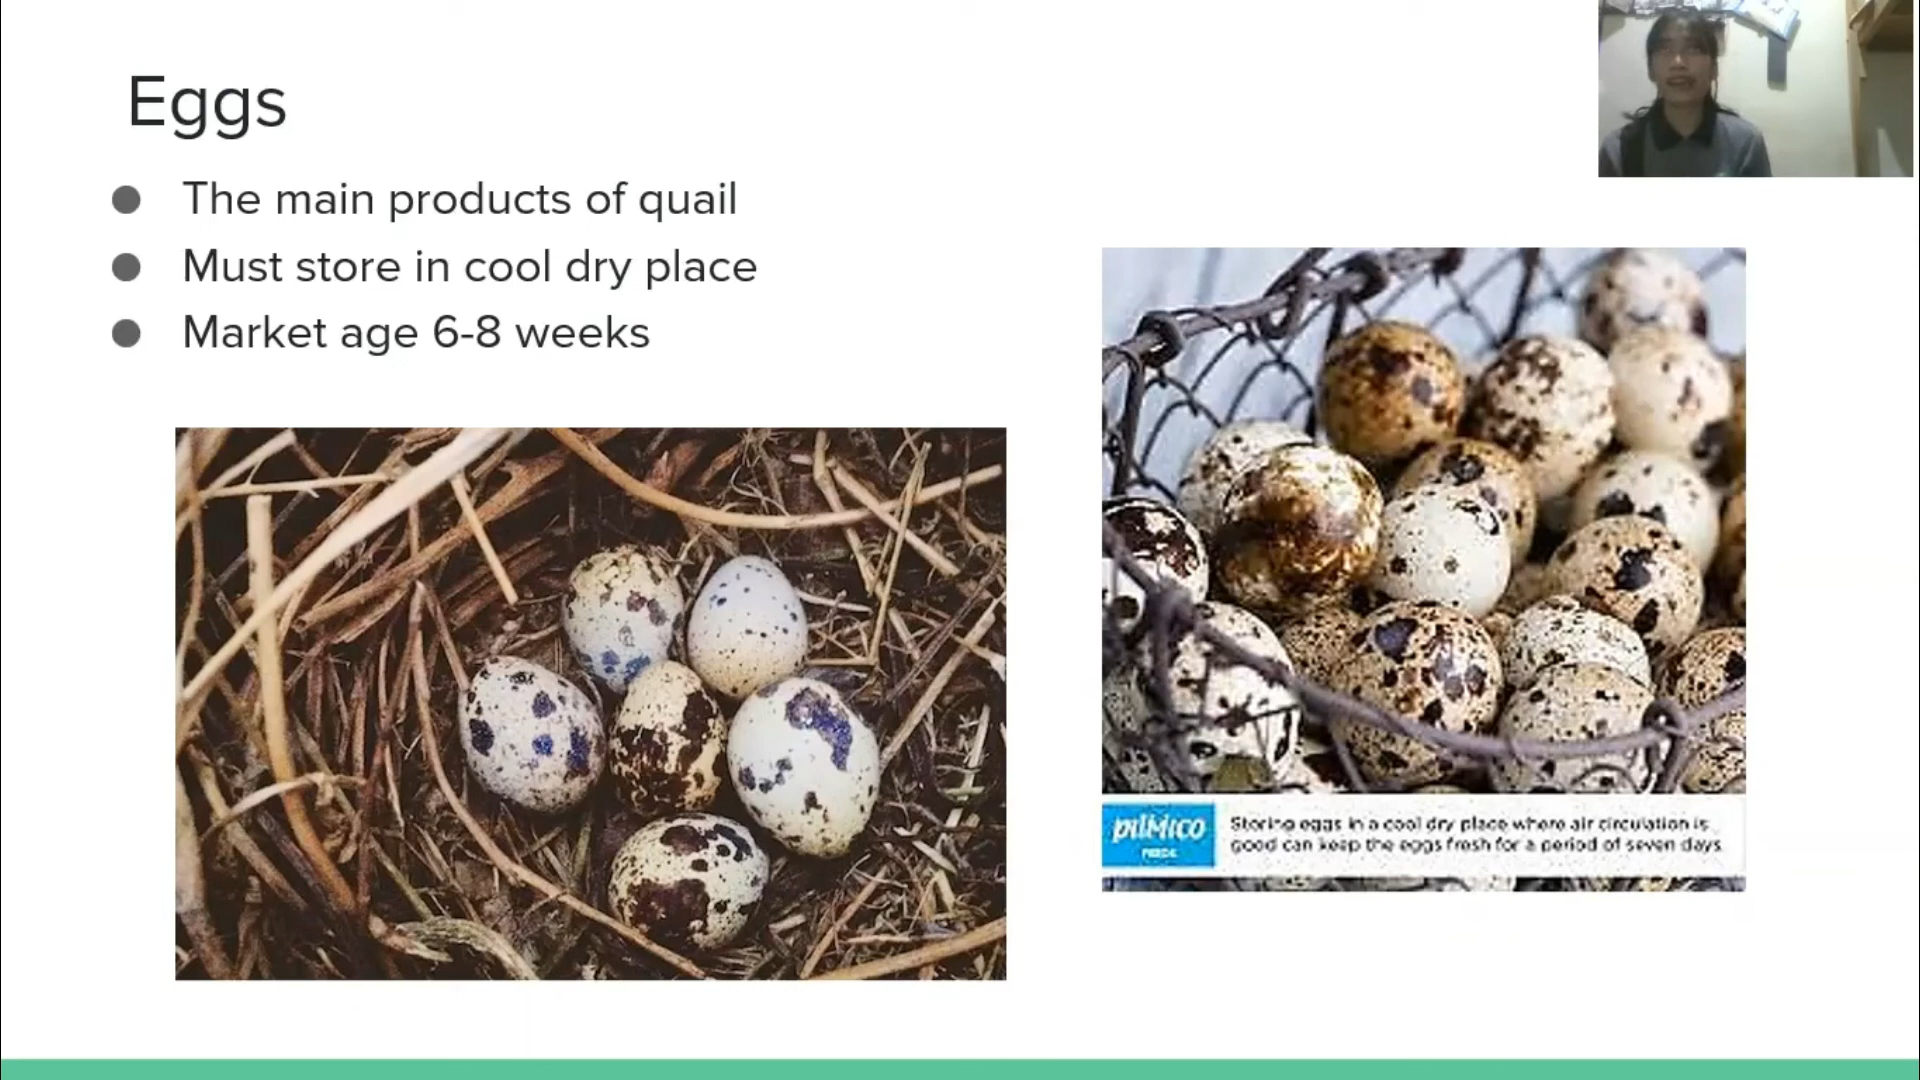 Eggs
The main products of quail
Must store in cool dry place
Market age 6-8 weeks
pilmico
FEEDS
Storing eggs in a cool dry place where air circulation is
good can keep the eggs fresh for a period of seven days.